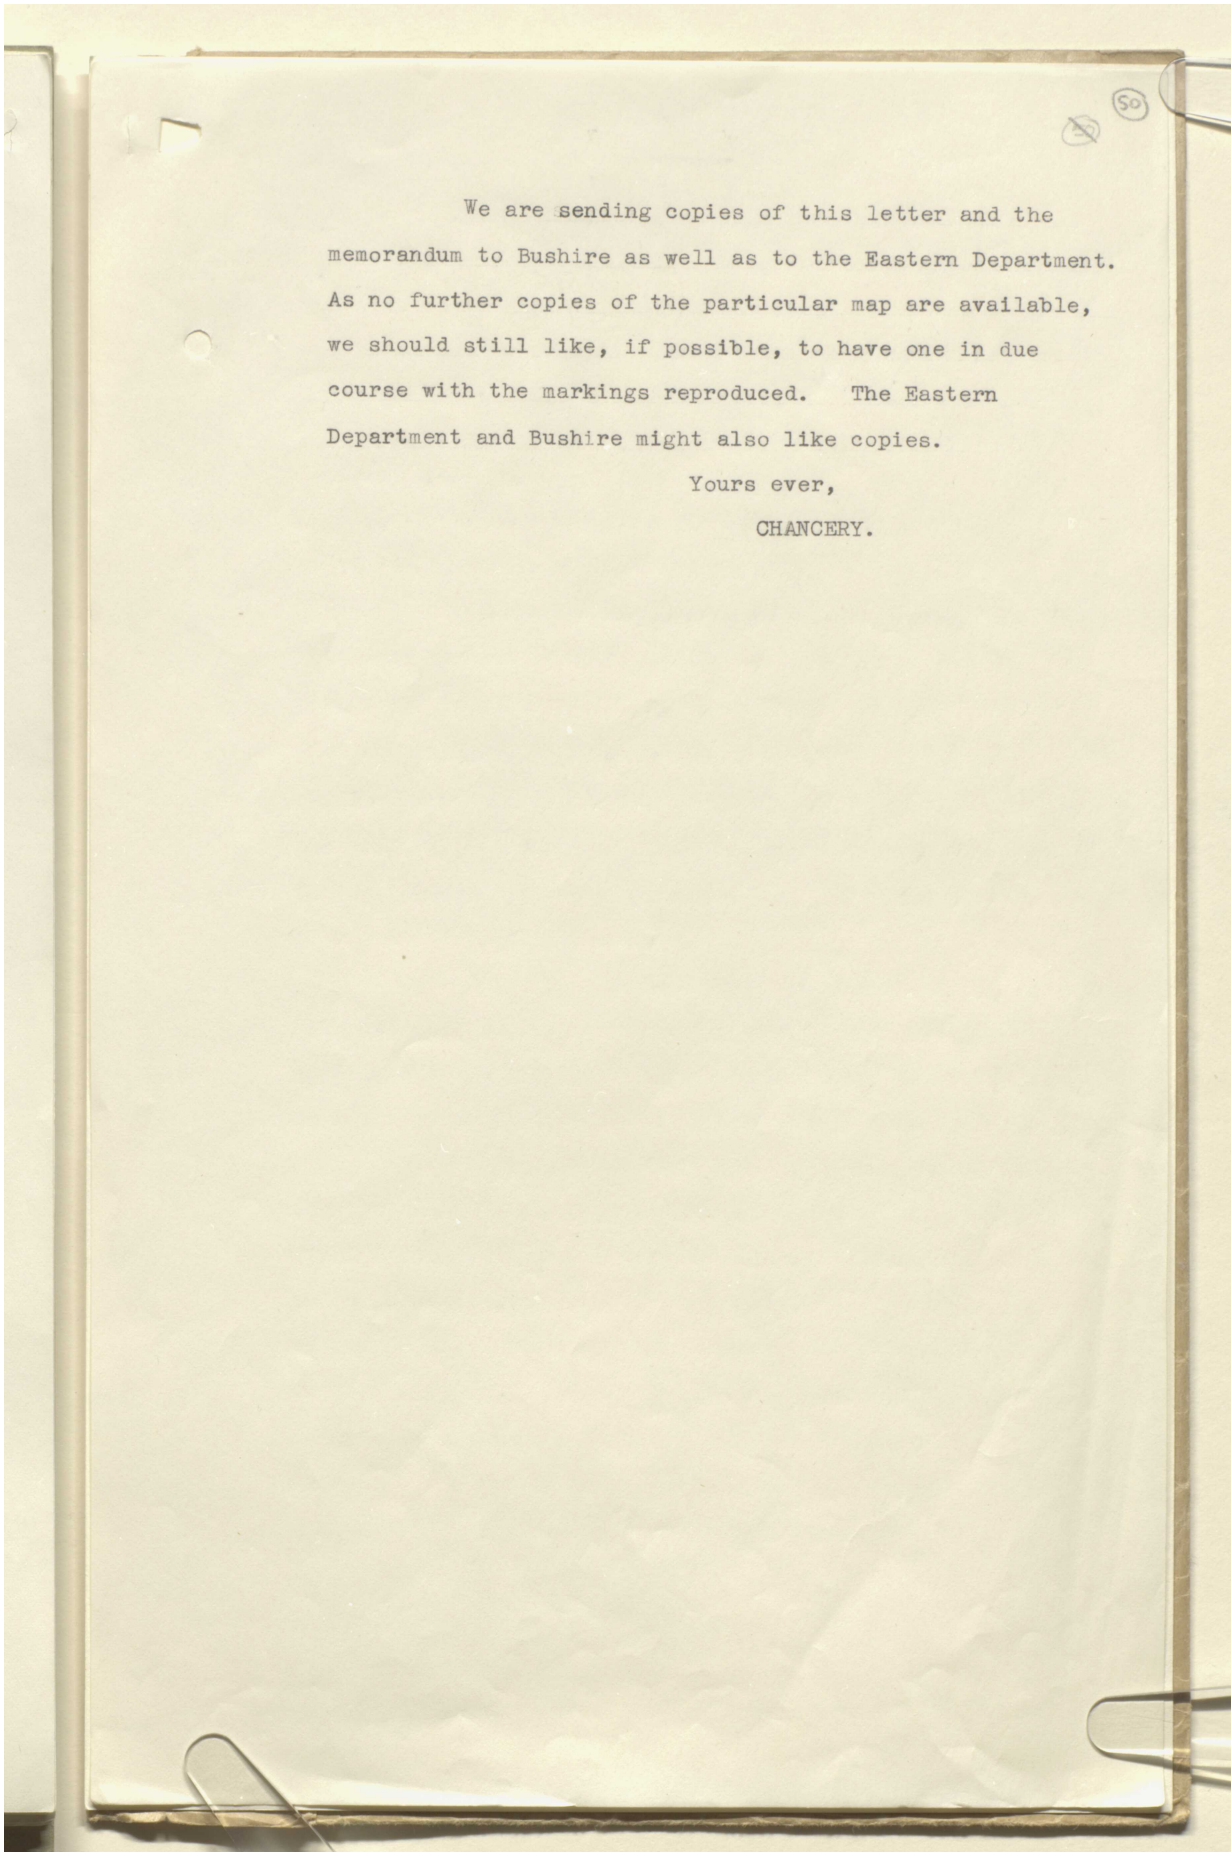 50
We are sending copies of this letter and the
memorandum to Bushire as well as to the Eastern Department.
As no further copies of the particular map are available,
we should still like, if possible, to have one in due
course with the markings reproduced. The Eastern
Department and Bushire might also like copies.
Yours ever,
CHANCERY.